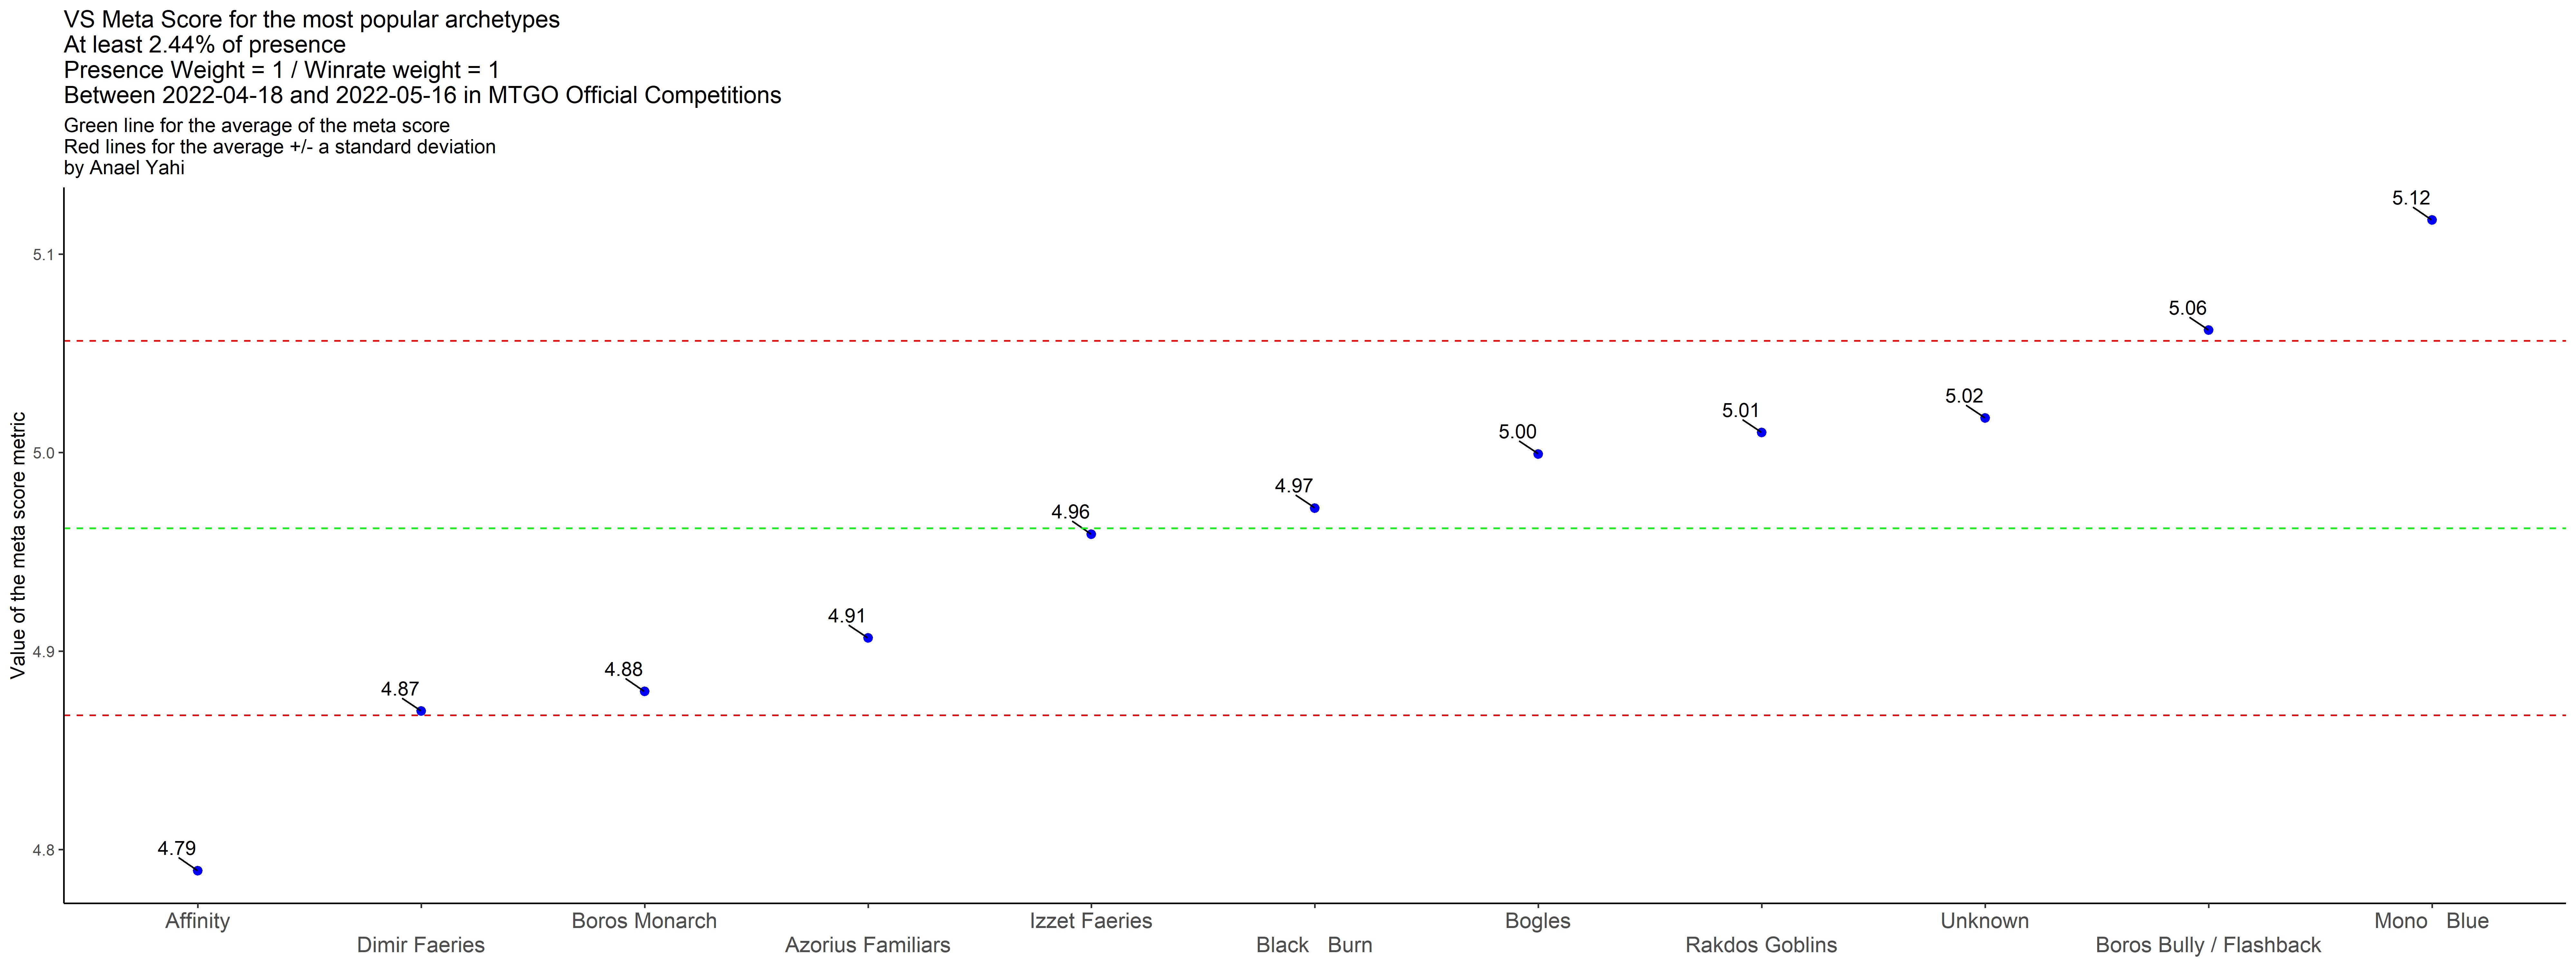 VS Meta Score for the most popular archetypes
At least 2.44% of presence
Presence Weight = 1 / Winrate weight = 1
Between 2022-04-18 and 2022-05-16 in MTGO Official Competitions
Green line for the average of the meta score
Red lines for the average +/- a standard deviation
by Anael Yahi
Value of the meta score metric
5.1
5.0
4.9
4.8
4.79
4.87
4.88
4.91
4.96
4.97
5.00
5.01
5.02
5.06
5.12
Affinity
Dimir Faeries
Boros Monarch
Azorius Familiars
Izzet Faeries
Black Burn
Bogles
Rakdos Goblins
Unknown
Boros Bully / Flashback
Mono Blue